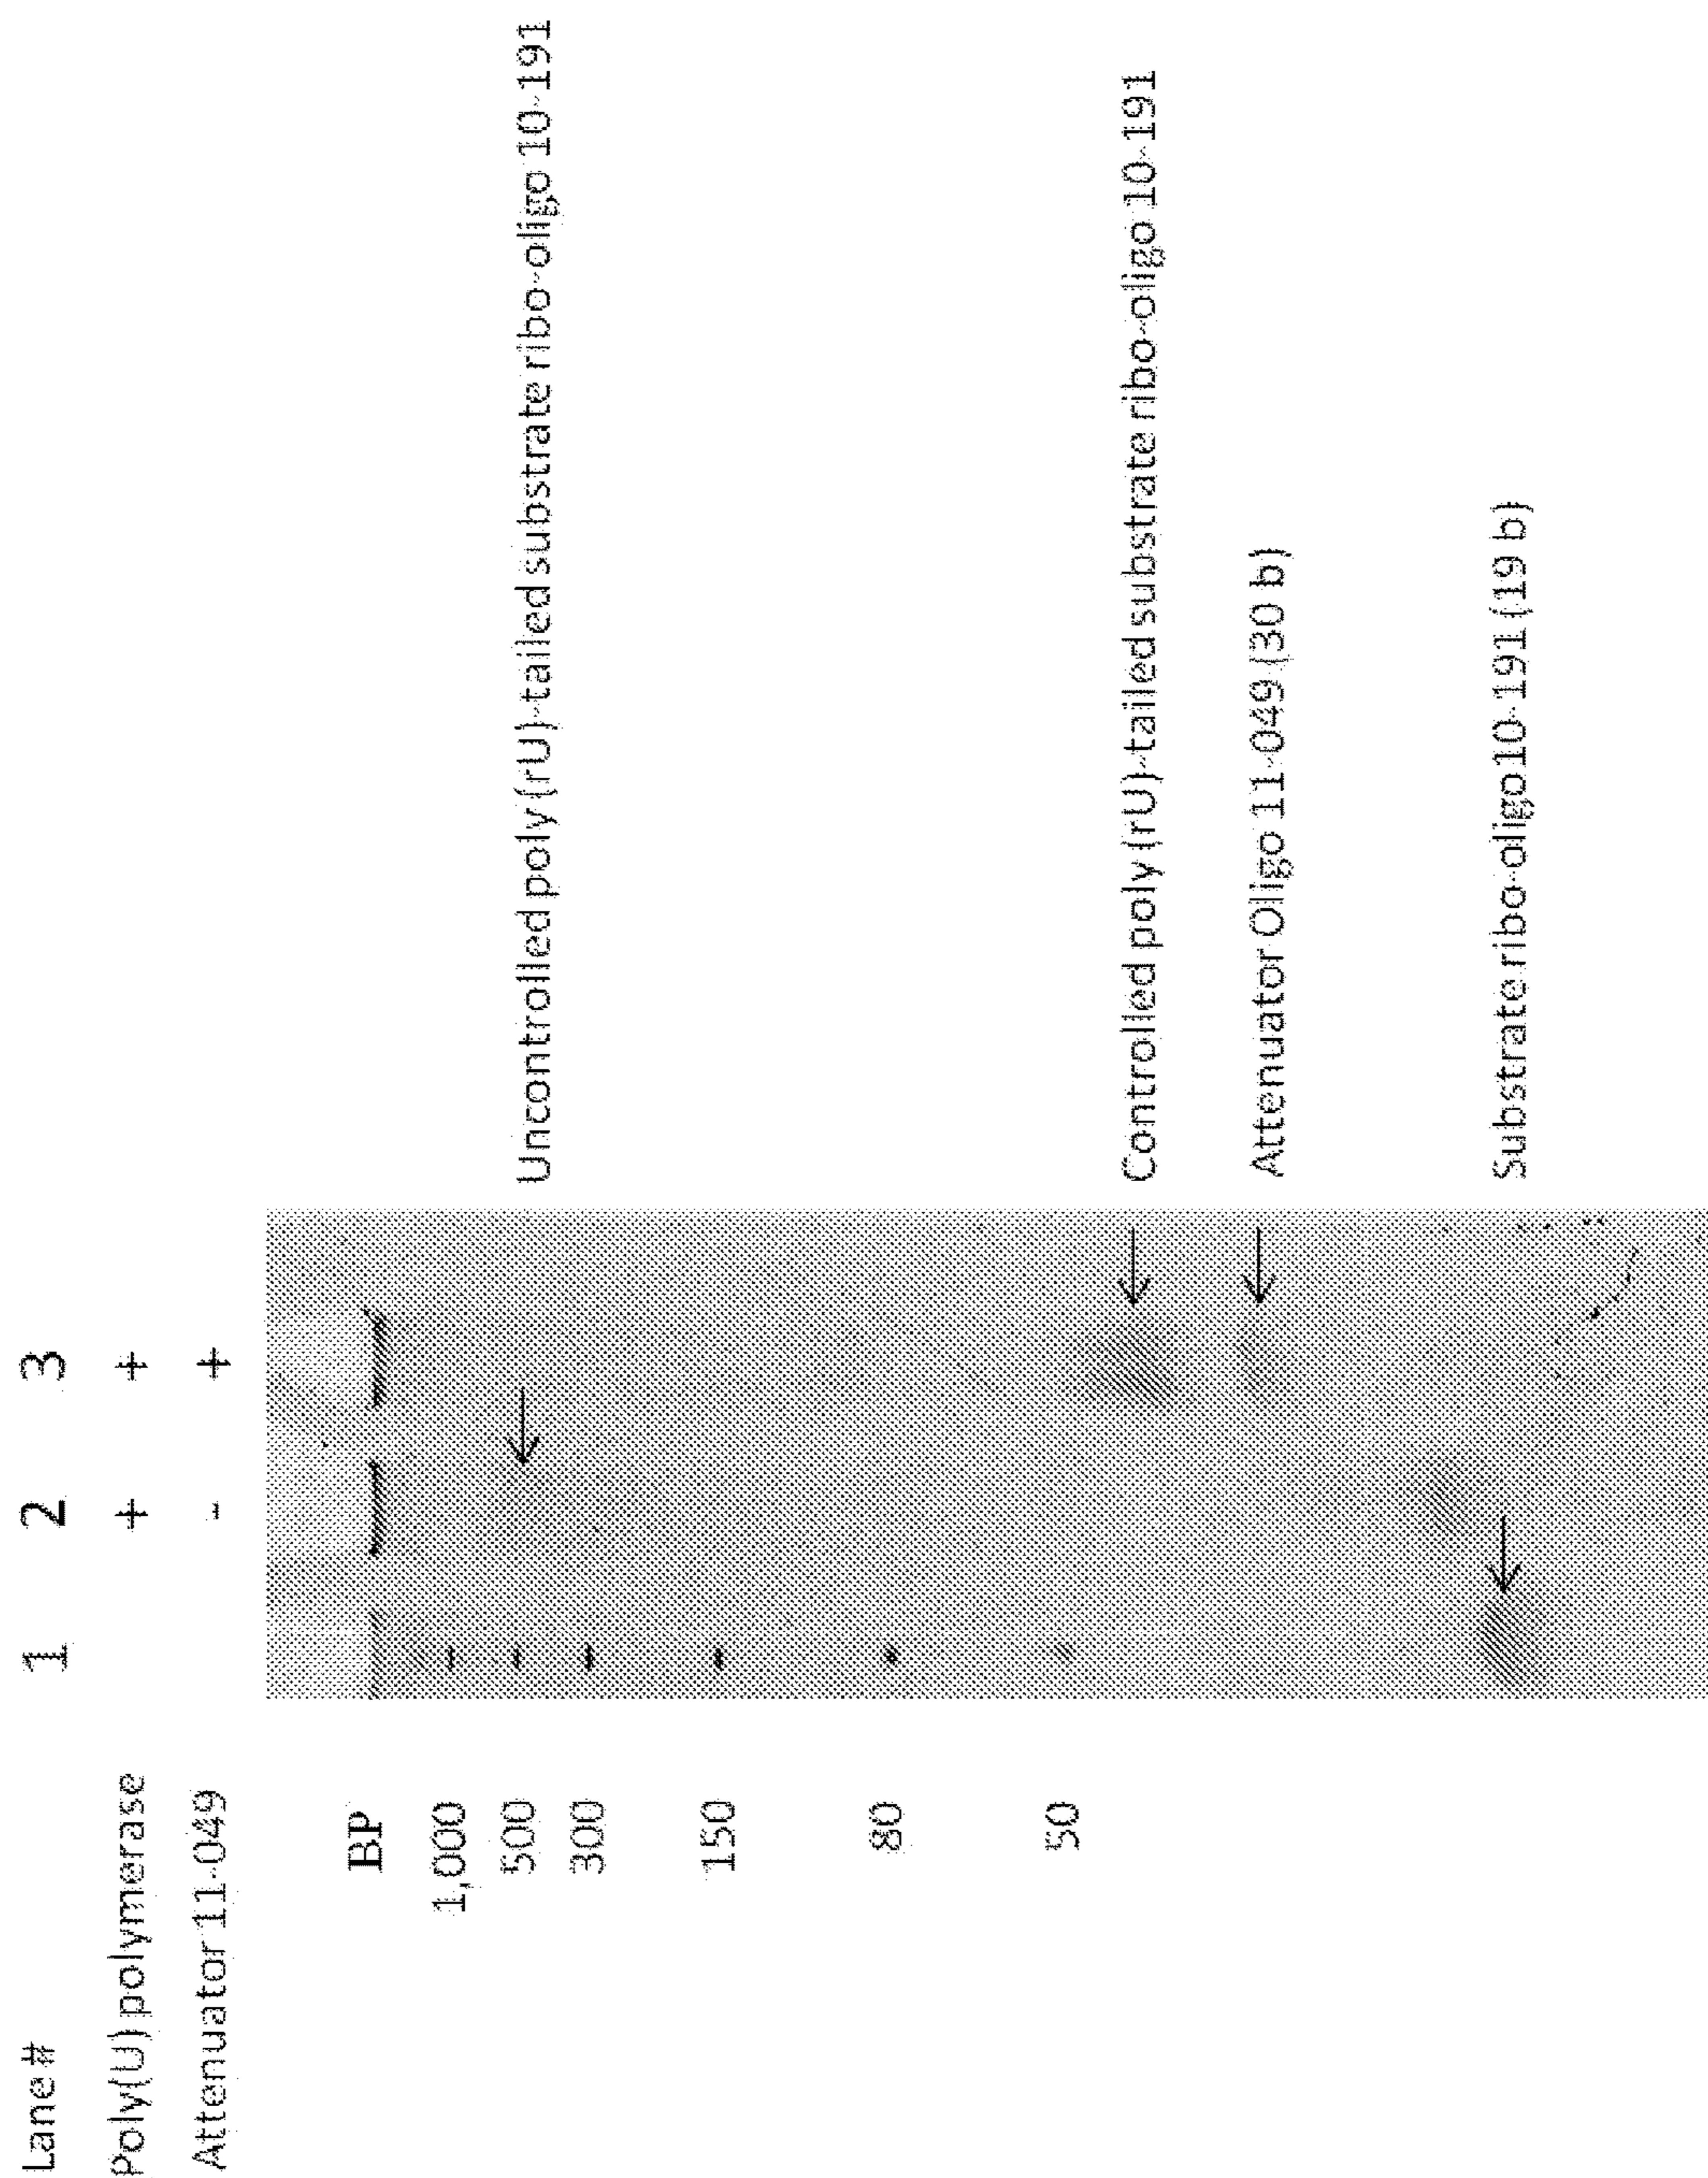 Lane # 1 2 3
Poly(U) polymerase + +
Attenuator 11-049 - +
BP
1,000
500 Uncontrolled poly(rU)-tailed substrate ribo-oligo 10-191
300
150
80
50
Controlled poly(rU)-tailed substrate ribo-oligo 10-191
Attenuator Oligo 11-049 (30 b)
Substrate ribo-oligo 10-191 (19 b)